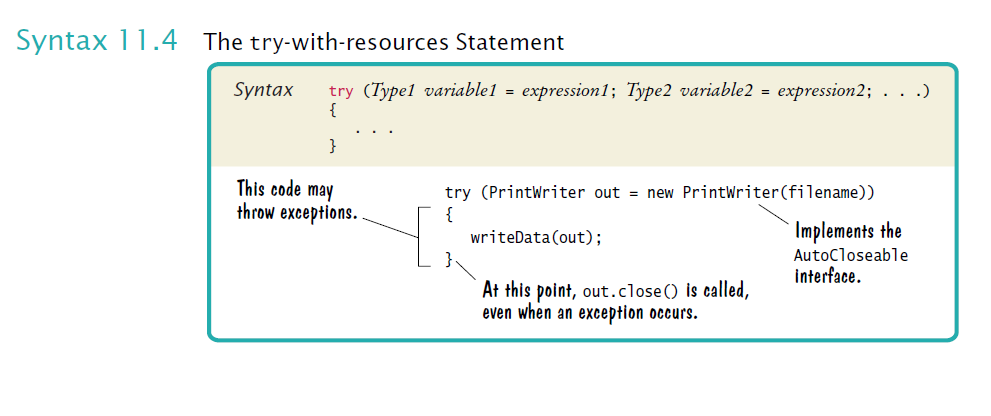 Syntax 11.4 The try-with-resources Statement
Syntax try (Type1 variable1 = expression1; Type2 variable2 = expression2; . . .)
{
. . .
}
This code may
throw exceptions.
try (PrintWriter out = new PrintWriter(filename))
{
writeData(out);
}
Implements the
AutoCloseable
interface.
At this point, out.close() is called,
even when an exception occurs.